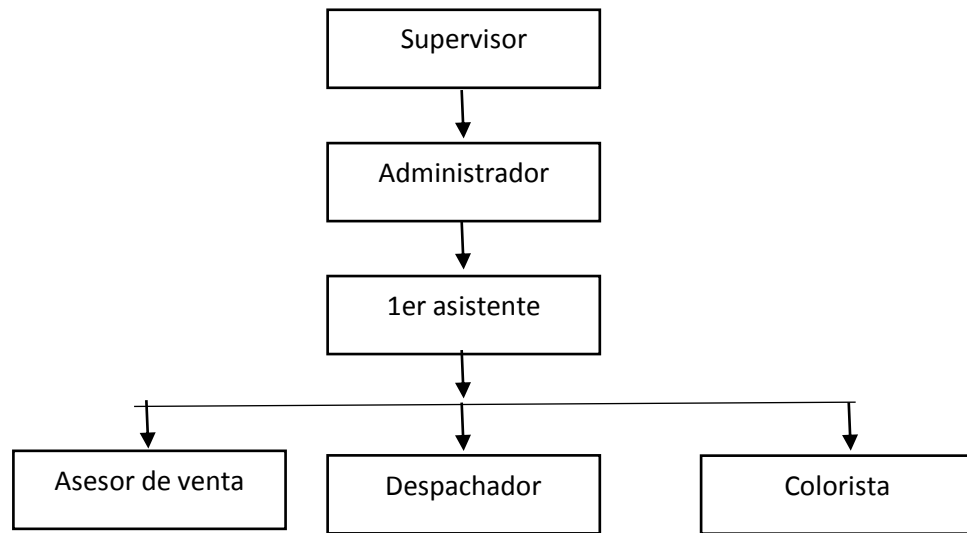 Supervisor
Administrador
1er asistente
Asesor de venta
Despachador
Colorista